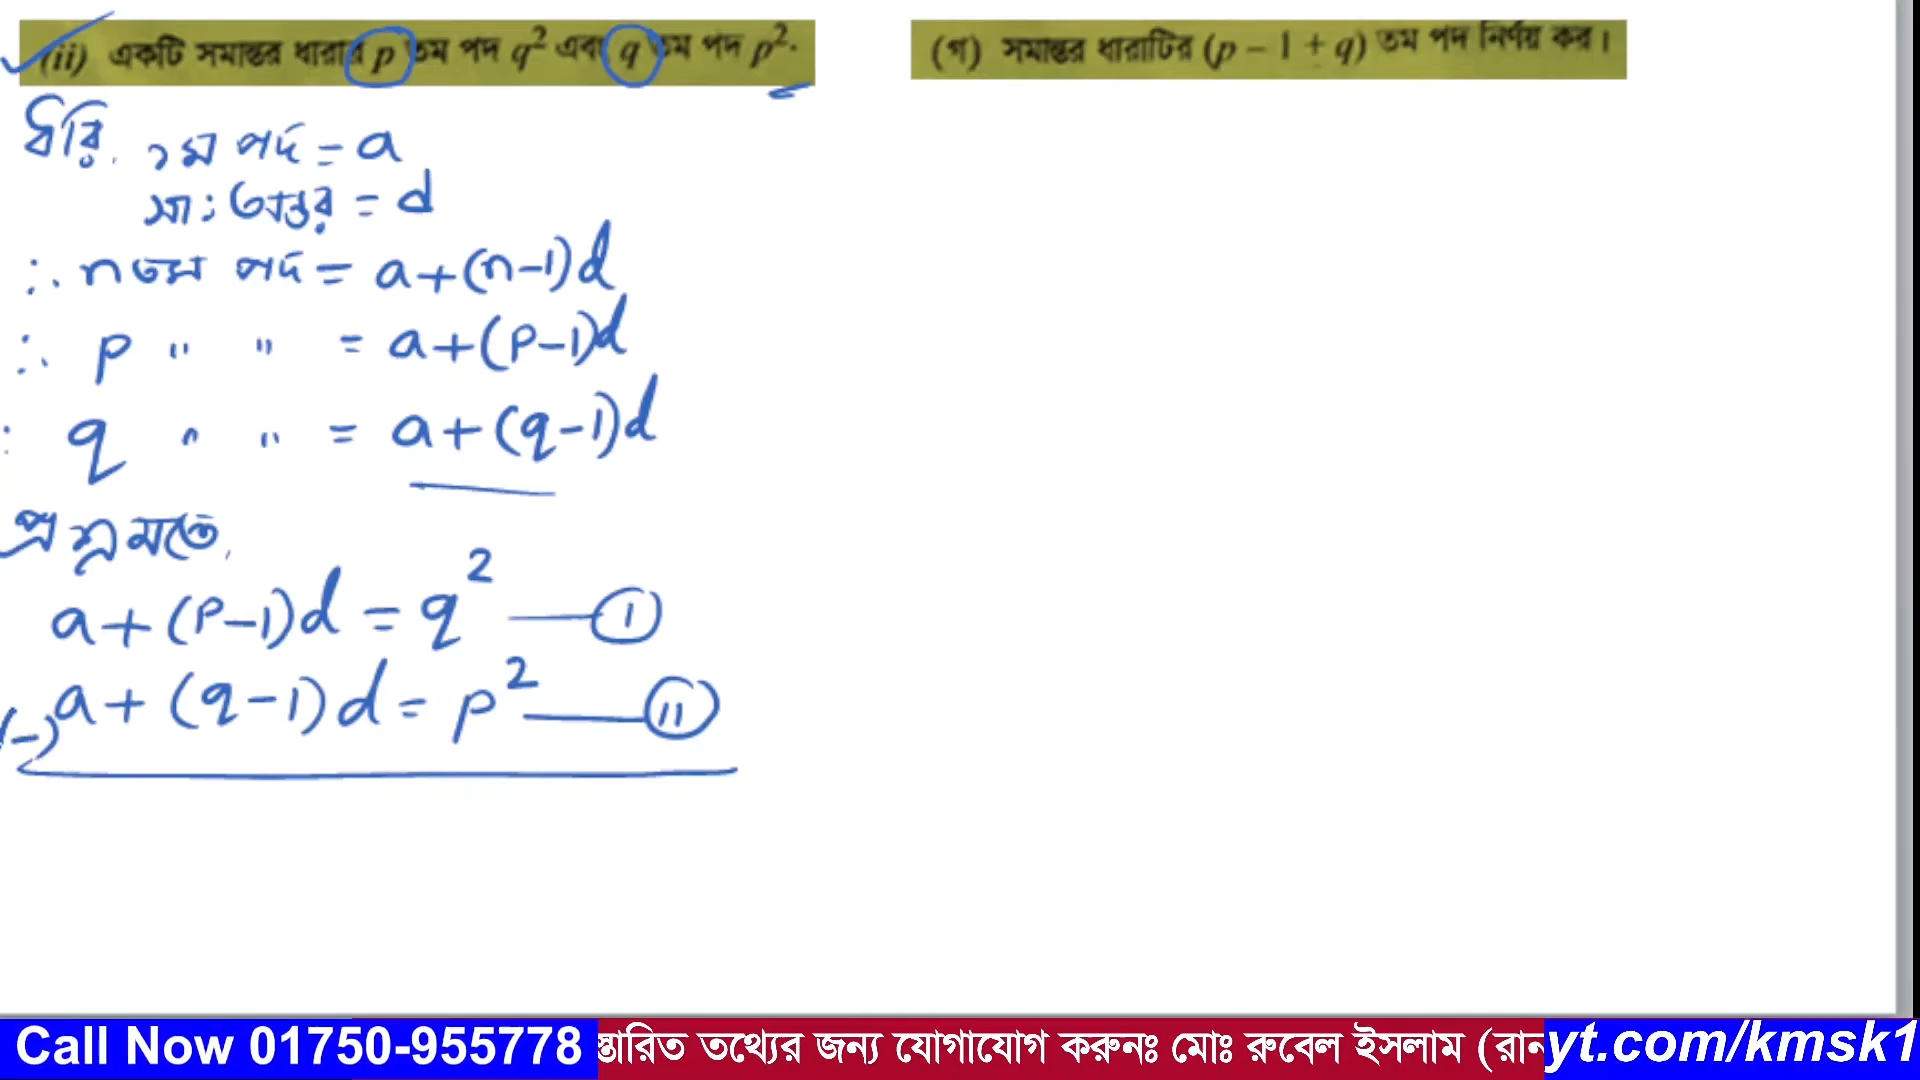 (ii) একটি সমান্তর ধারার p তম পদ q² এবং q তম পদ p².
ধরি, ১ম পদ = a
সাঃ অন্তর = d
∴ n তম পদ = a+(n-1)d
∴ p " " = a+(p-1)d
: q " " = a+(q-1)d
প্রশ্নমতে,
a+(p-1)d = q² —— (i)
(-) a+(q-1)d = p² —— (ii)
(গ) সমান্তর ধারাটির (p – 1 + q) তম পদ নির্ণয় কর।
Call Now 01750-955778 স্তারিত তথ্যের জন্য যোগাযোগ করুনঃ মোঃ রুবেল ইসলাম (রান yt.com/kmsk1